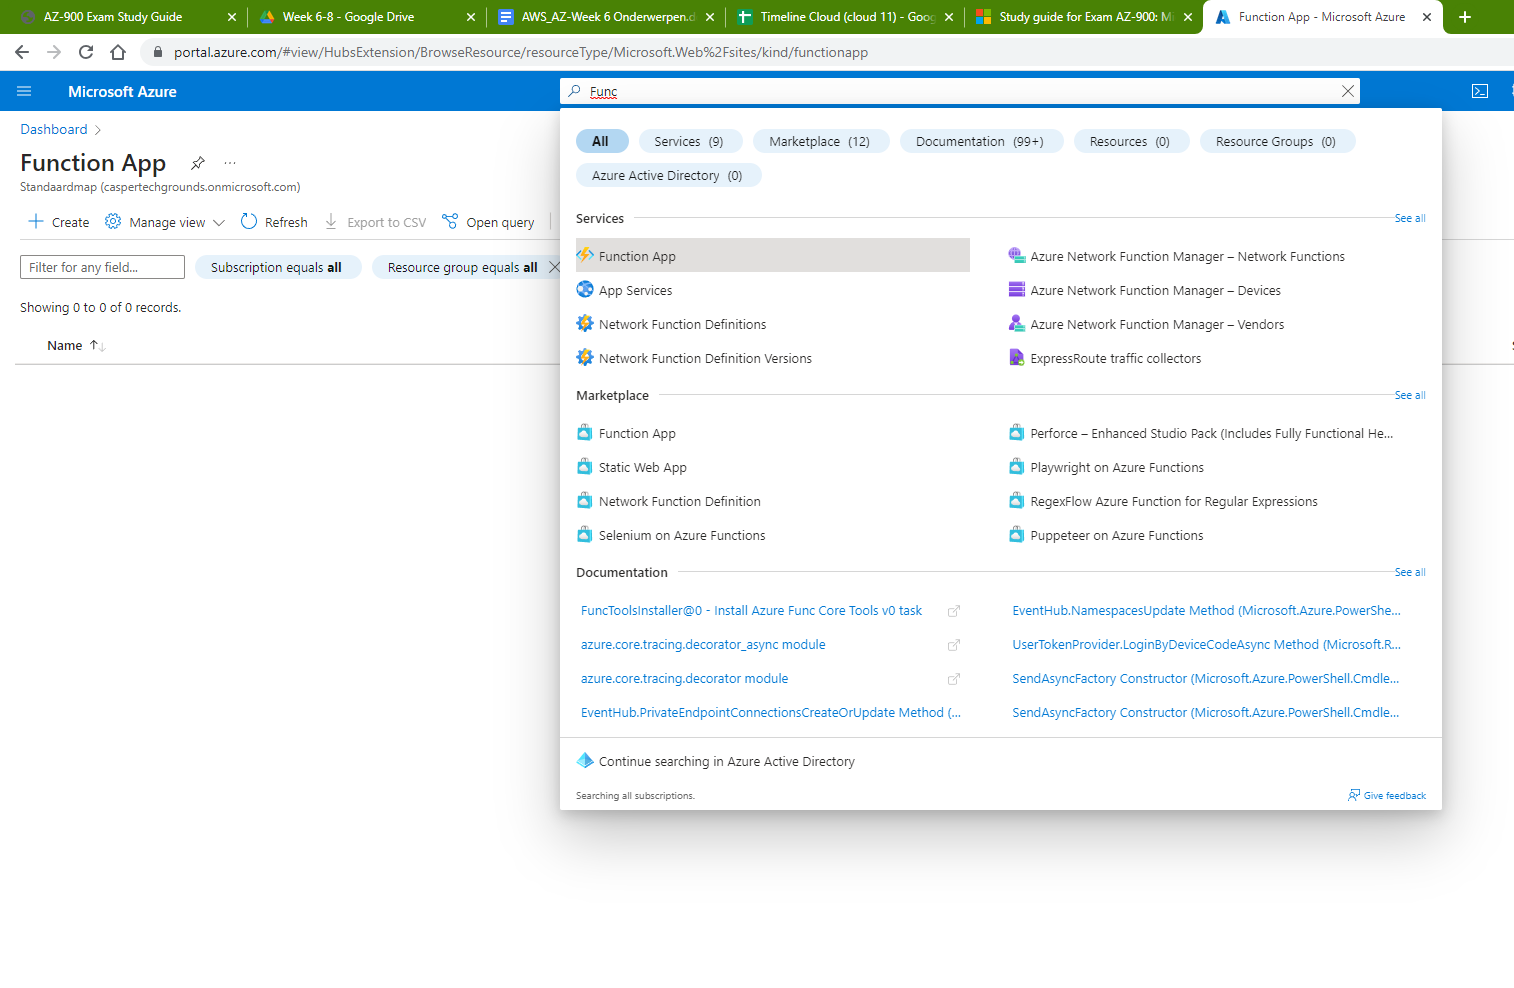 AZ-900 Exam Study Guide
Week 6-8 - Google Drive
AWS_AZ-Week 6 Onderwerpen.d
Timeline Cloud (cloud 11) - Goog
Study guide for Exam AZ-900: Mi
Function App - Microsoft Azure
portal.azure.com/#view/HubsExtension/BrowseResource/resourceType/Microsoft.Web%2Fsites/kind/functionapp
Microsoft Azure
Func
Dashboard
Function App
Standaardmap (caspertechgrounds.onmicrosoft.com)
Create
Manage view
Refresh
Export to CSV
Open query
Filter for any field...
Subscription equals all
Resource group equals all
Showing 0 to 0 of 0 records.
Name
All
Services (9)
Marketplace (12)
Documentation (99+)
Resources (0)
Resource Groups (0)
Azure Active Directory (0)
Services
See all
Function App
Azure Network Function Manager – Network Functions
App Services
Azure Network Function Manager – Devices
Network Function Definitions
Azure Network Function Manager – Vendors
Network Function Definition Versions
ExpressRoute traffic collectors
Marketplace
See all
Function App
Perforce – Enhanced Studio Pack (Includes Fully Functional He...
Static Web App
Playwright on Azure Functions
Network Function Definition
RegexFlow Azure Function for Regular Expressions
Selenium on Azure Functions
Puppeteer on Azure Functions
Documentation
See all
FuncToolsInstaller@0 - Install Azure Func Core Tools v0 task
EventHub.NamespacesUpdate Method (Microsoft.Azure.PowerShe...
azure.core.tracing.decorator_async module
UserTokenProvider.LoginByDeviceCodeAsync Method (Microsoft.R...
azure.core.tracing.decorator module
SendAsyncFactory Constructor (Microsoft.Azure.PowerShell.Cmdle...
EventHub.PrivateEndpointConnectionsCreateOrUpdate Method (...
SendAsyncFactory Constructor (Microsoft.Azure.PowerShell.Cmdle...
Continue searching in Azure Active Directory
Searching all subscriptions.
Give feedback